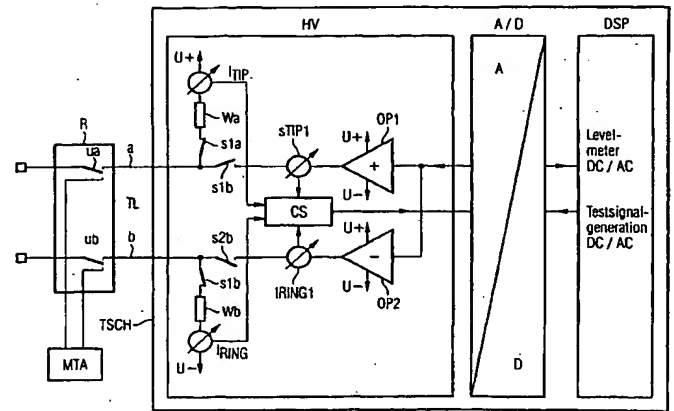 HV
A / D
DSP
U+
ITIP
Wa
s1a
R
ua
a
s1b
TL
sTIP1
OP1
U+
+
U–
A
Level-
meter
DC / AC
CS
Testsignal-
generation
DC / AC
ub
b
s2b
s1b
U+
–
U–
IRING1
OP2
Wb
TSCH
IRING
U–
MTA
D